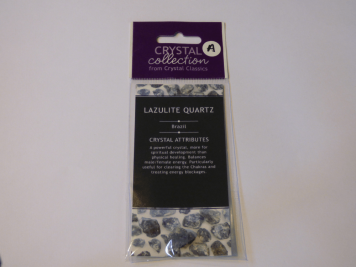 CRYSTAL
collection
from Crystal Classics
A
LAZULITE QUARTZ
Brazil
CRYSTAL ATTRIBUTES
A powerful crystal, more for
spiritual development than
physical healing. Balances
male/female energy. Particularly
useful for clearing the Chakras and
treating energy blockages.